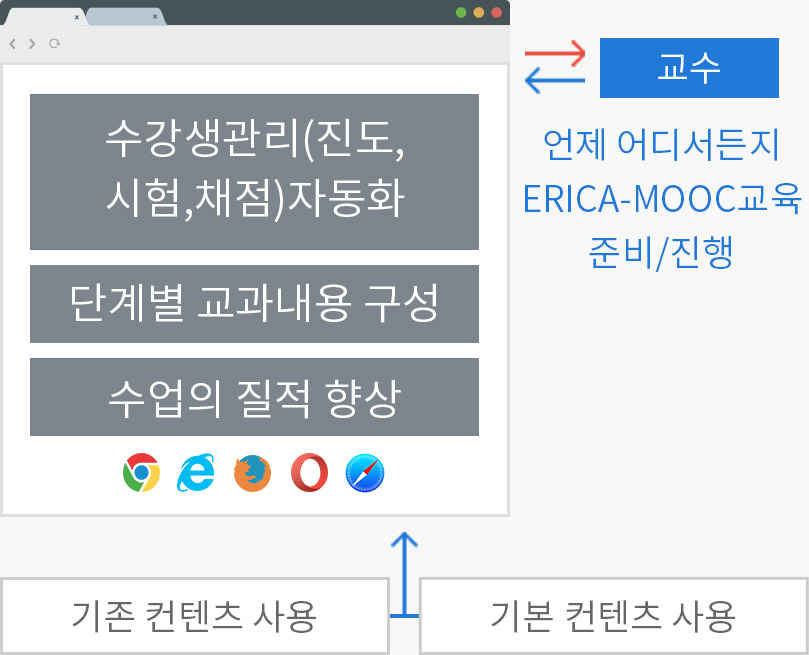 수강생관리(진도,
시험,채점)자동화
단계별 교과내용 구성
수업의 질적 향상
교수
언제 어디서든지
ERICA-MOOC교육
준비/진행
기존 컨텐츠 사용
기본 컨텐츠 사용